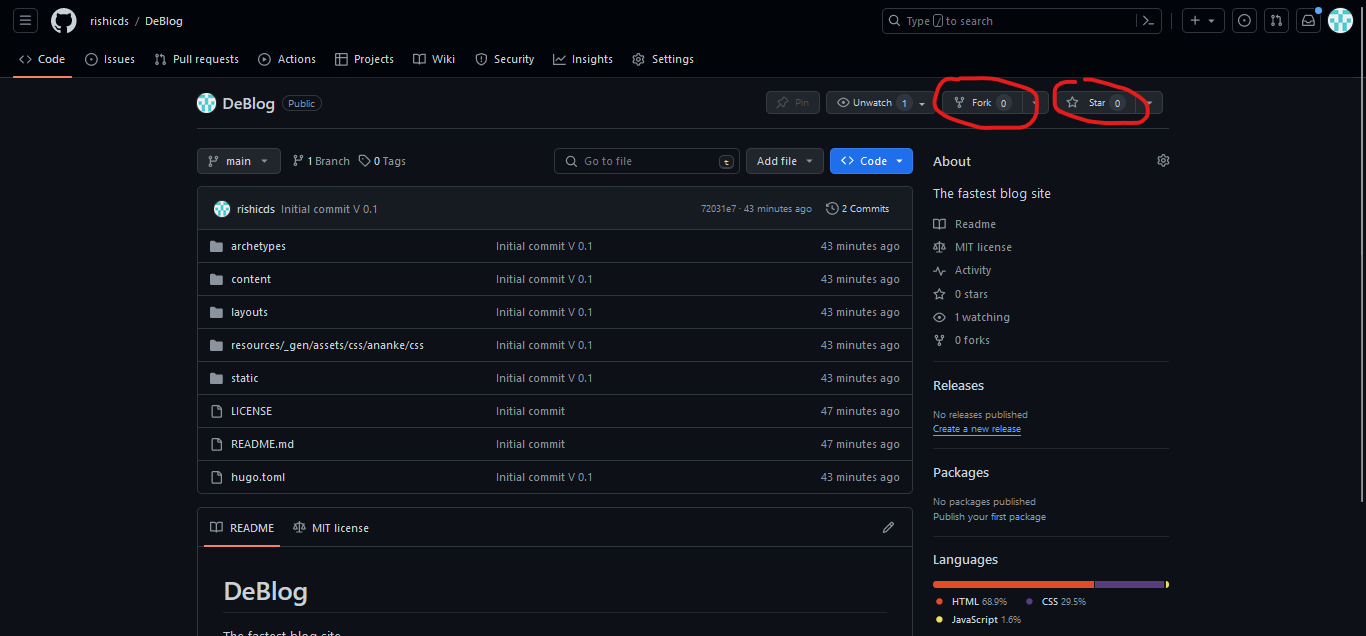 rishicds / DeBlog
Type / to search
Code
Issues
Pull requests
Actions
Projects
Wiki
Security
Insights
Settings
DeBlog Public
Pin
Unwatch 1
Fork 0
Star 0
main
1 Branch
0 Tags
Go to file t
Add file
Code
rishicds Initial commit V 0.1 72031e7 · 43 minutes ago 2 Commits
archetypes Initial commit V 0.1 43 minutes ago
content Initial commit V 0.1 43 minutes ago
layouts Initial commit V 0.1 43 minutes ago
resources/_gen/assets/css/ananke/css Initial commit V 0.1 43 minutes ago
static Initial commit V 0.1 43 minutes ago
LICENSE Initial commit 47 minutes ago
README.md Initial commit 47 minutes ago
hugo.toml Initial commit V 0.1 43 minutes ago
README
MIT license
DeBlog
The fastest blog site
About
The fastest blog site
Readme
MIT license
Activity
0 stars
1 watching
0 forks
Releases
No releases published
Create a new release
Packages
No packages published
Publish your first package
Languages
HTML 68.9% CSS 29.5%
JavaScript 1.6%